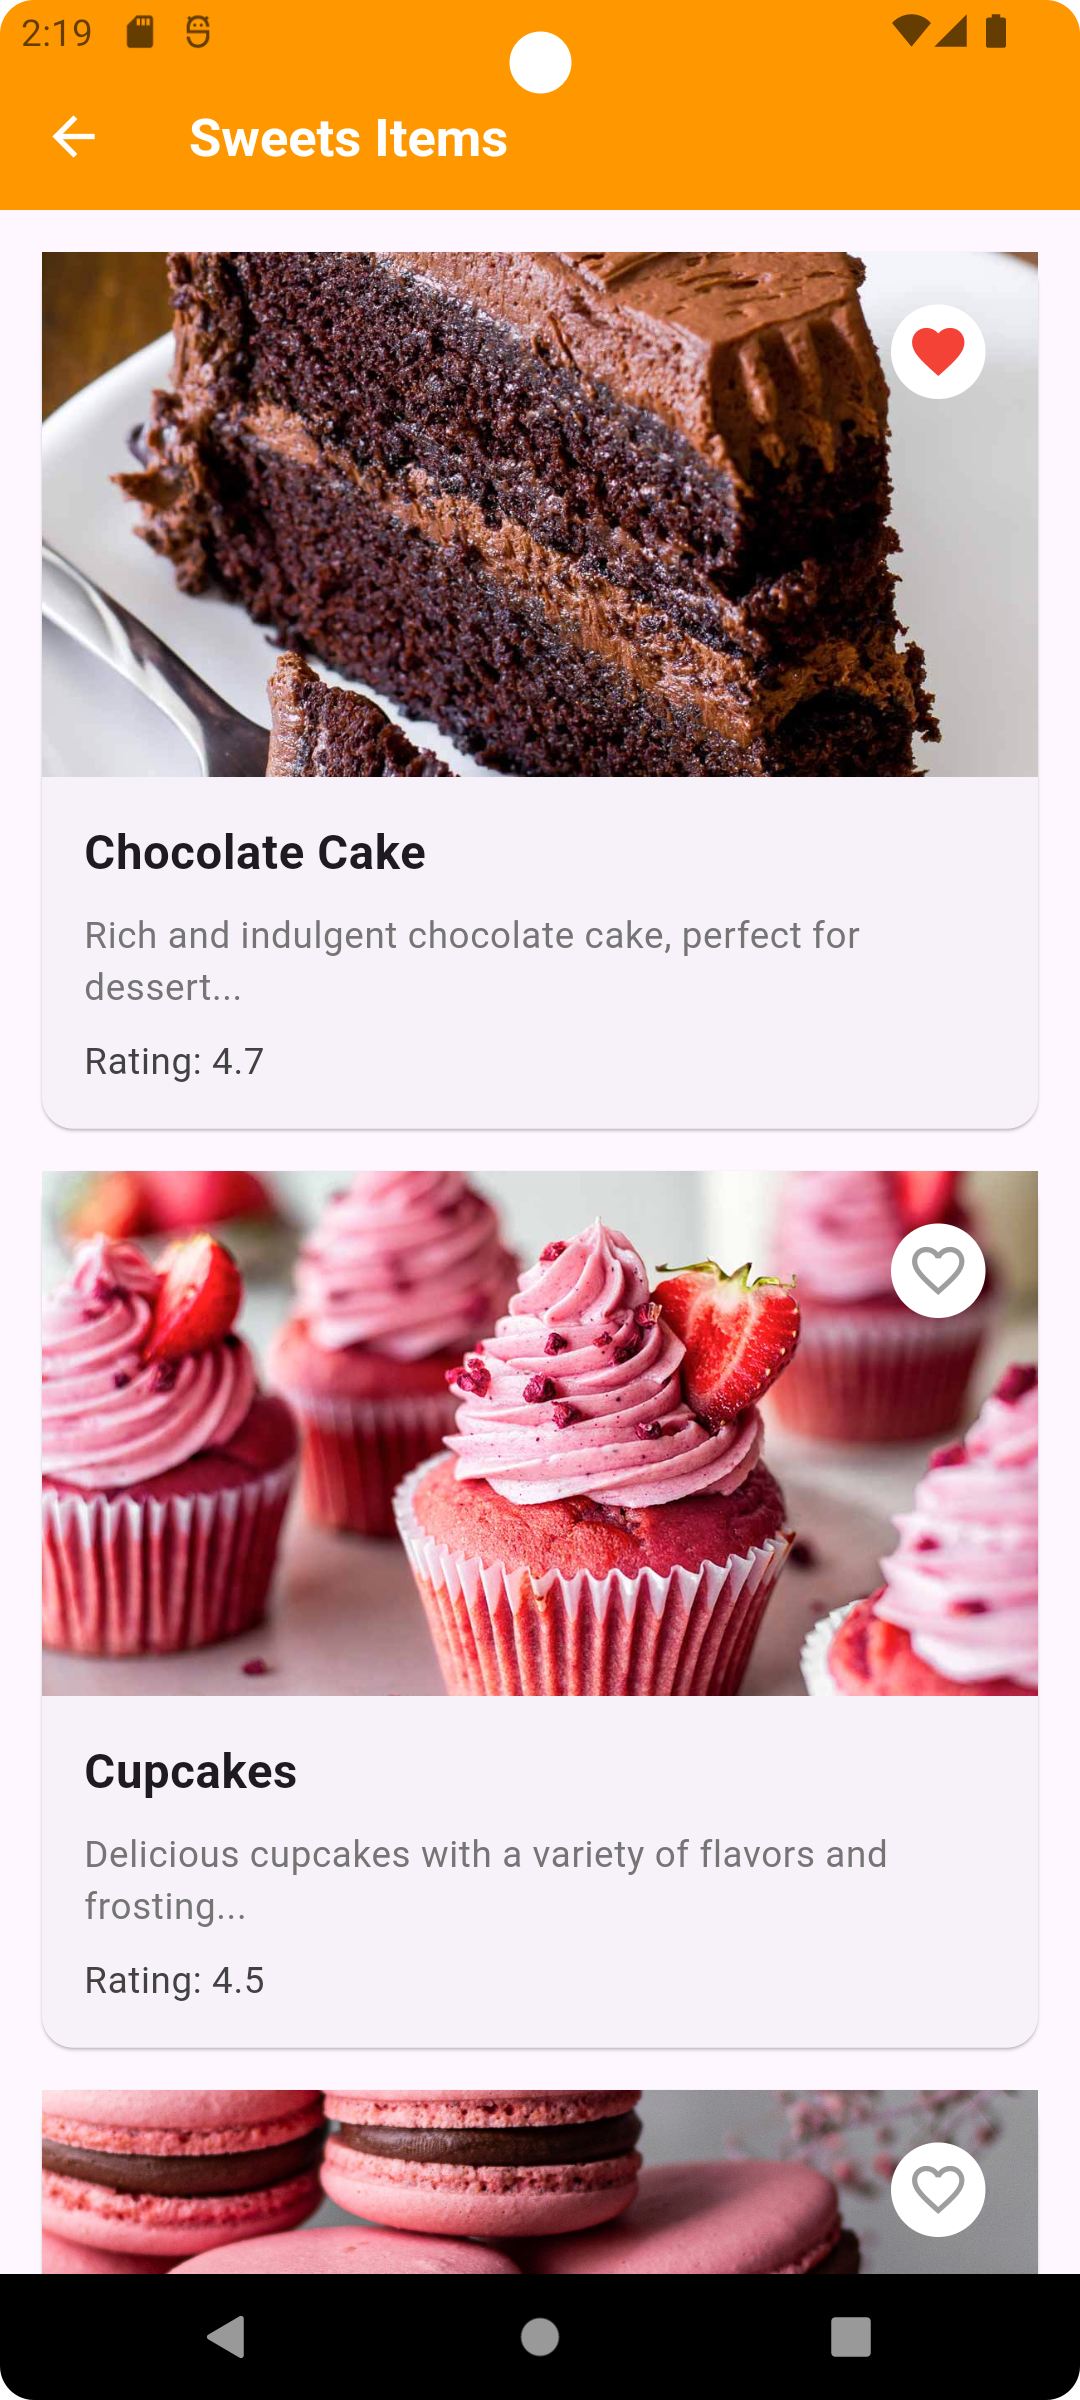 2:19
Sweets Items
Chocolate Cake
Rich and indulgent chocolate cake, perfect for
dessert...
Rating: 4.7
Cupcakes
Delicious cupcakes with a variety of flavors and
frosting...
Rating: 4.5